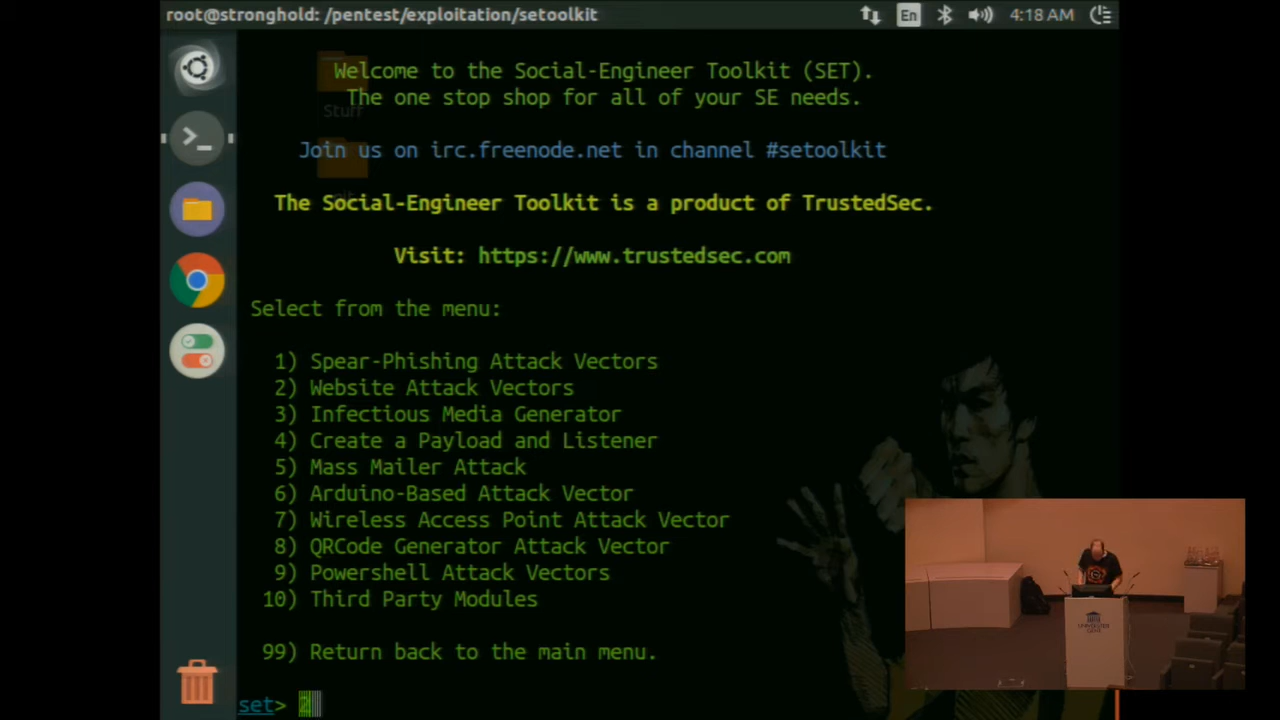 root@stronghold: /pentest/exploitation/setoolkit
En
4:18 AM
Welcome to the Social-Engineer Toolkit (SET).
The one stop shop for all of your SE needs.
Stuff
Join us on irc.freenode.net in channel #setoolkit
The Social-Engineer Toolkit is a product of TrustedSec.
Visit: https://www.trustedsec.com
Select from the menu:
1) Spear-Phishing Attack Vectors
2) Website Attack Vectors
3) Infectious Media Generator
4) Create a Payload and Listener
5) Mass Mailer Attack
6) Arduino-Based Attack Vector
7) Wireless Access Point Attack Vector
8) QRCode Generator Attack Vector
9) Powershell Attack Vectors
10) Third Party Modules
99) Return back to the main menu.
set> 2
UNIVERSITEIT
GENT